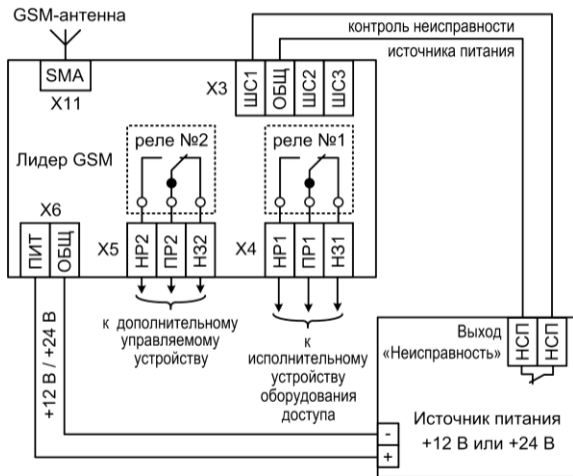 GSM-антенна
контроль неисправности
источника питания
SMA
X11
X3
ШС1
ОБЩ
ШС2
ШС3
реле №2
реле №1
Лидер GSM
X6
ПИТ
ОБЩ
X5
НР2
ПР2
НЗ2
X4
НР1
ПР1
НЗ1
к дополнительному
управляемому
устройству
к
исполнительному
устройству
оборудования
доступа
+12 В / +24 В
Выход
«Неисправность»
НСП
НСП
Источник питания
+12 В или +24 В
-
+